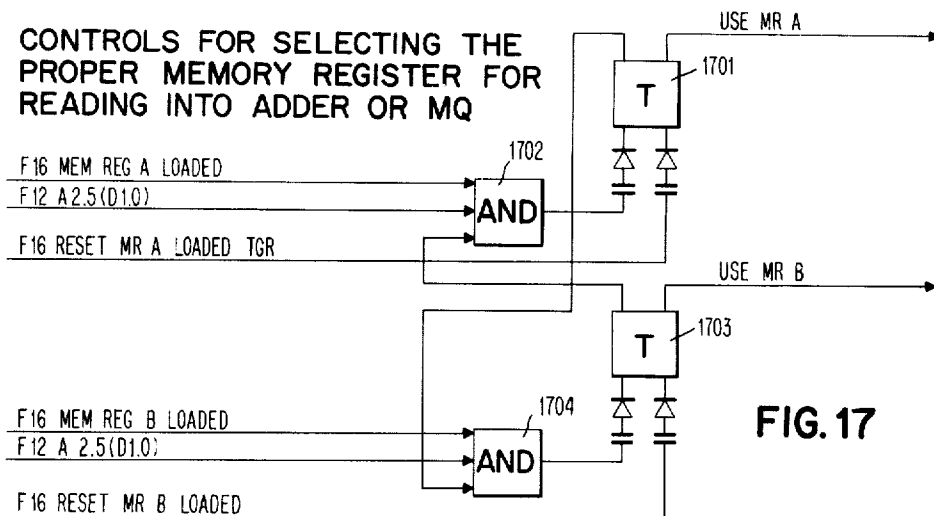 CONTROLS FOR SELECTING THE
PROPER MEMORY REGISTER FOR
READING INTO ADDER OR MQ
USE MR A
1701
T
F16 MEM REG A LOADED
F12 A2.5(D1.0)
F16 RESET MR A LOADED TGR
1702
AND
USE MR B
1703
T
F16 MEM REG B LOADED
F12 A 2.5(D1.0)
F16 RESET MR B LOADED
1704
AND
FIG. 17